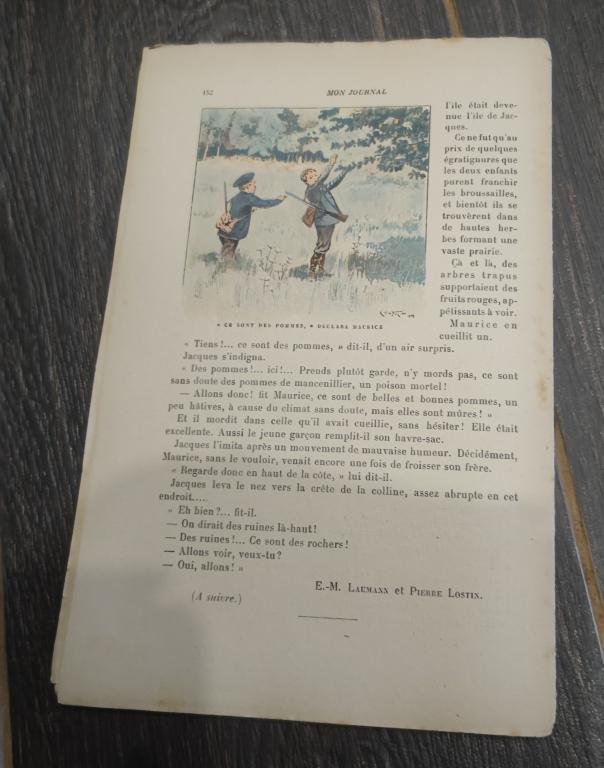 152
MON JOURNAL
l'île était deve-
nue l'île de Jac-
ques.
Ce ne fut qu'au
prix de quelques
égratignures que
les deux enfants
purent franchir
les broussailles,
et bientôt ils se
trouvèrent dans
de hautes her-
bes formant une
vaste prairie.
Çà et là, des
arbres trapus
supportaient des
fruits rouges, ap-
pétissants à voir.
Maurice en
cueillit un.
« CE SONT DES POMMES, » DÉCLARA MAURICE
« Tiens!... ce sont des pommes, » dit-il, d'un air surpris.
Jacques s'indigna.
« Des pommes!... ici!... Prends plutôt garde, n'y mords pas, ce sont
sans doute des pommes de mancenillier, un poison mortel!
— Allons donc! fit Maurice, ce sont de belles et bonnes pommes, un
peu hâtives, à cause du climat sans doute, mais elles sont mûres! »
Et il mordit dans celle qu'il avait cueillie, sans hésiter! Elle était
excellente. Aussi le jeune garçon remplit-il son havre-sac.
Jacques l'imita après un mouvement de mauvaise humeur. Décidément,
Maurice, sans le vouloir, venait encore une fois de froisser son frère.
« Regarde donc en haut de la côte, » lui dit-il.
Jacques leva le nez vers la crête de la colline, assez abrupte en cet
endroit.....
« Eh bien?... fit-il.
— On dirait des ruines là-haut!
— Des ruines!... Ce sont des rochers!
— Allons voir, veux-tu?
— Oui, allons! »
E.-M. LAUMANN et PIERRE LOSTIN.
(A suivre.)